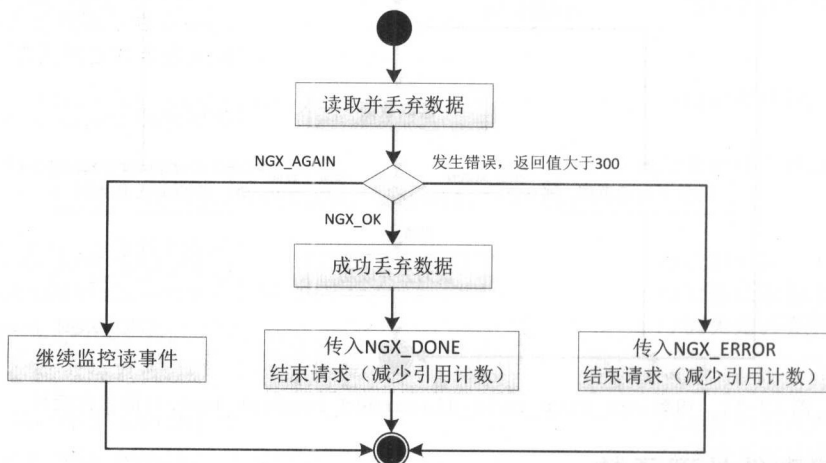 读取并丢弃数据
NGX_AGAIN
发生错误，返回值大于300
NGX_OK
成功丢弃数据
继续监控读事件
传入NGX_DONE
结束请求（减少引用计数）
传入NGX_ERROR
结束请求（减少引用计数）